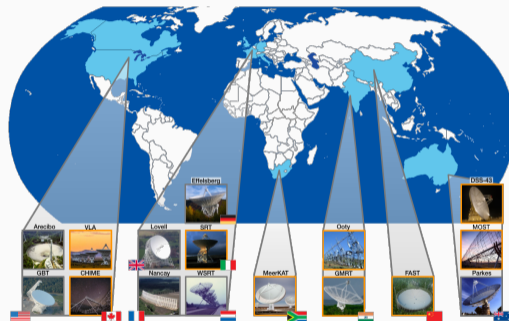 Effelsberg
DSS-43
Arecibo VLA Lovell SRT Ooty MOST
GBT CHIME Nancay WSRT MeerKAT GMRT FAST Parkes